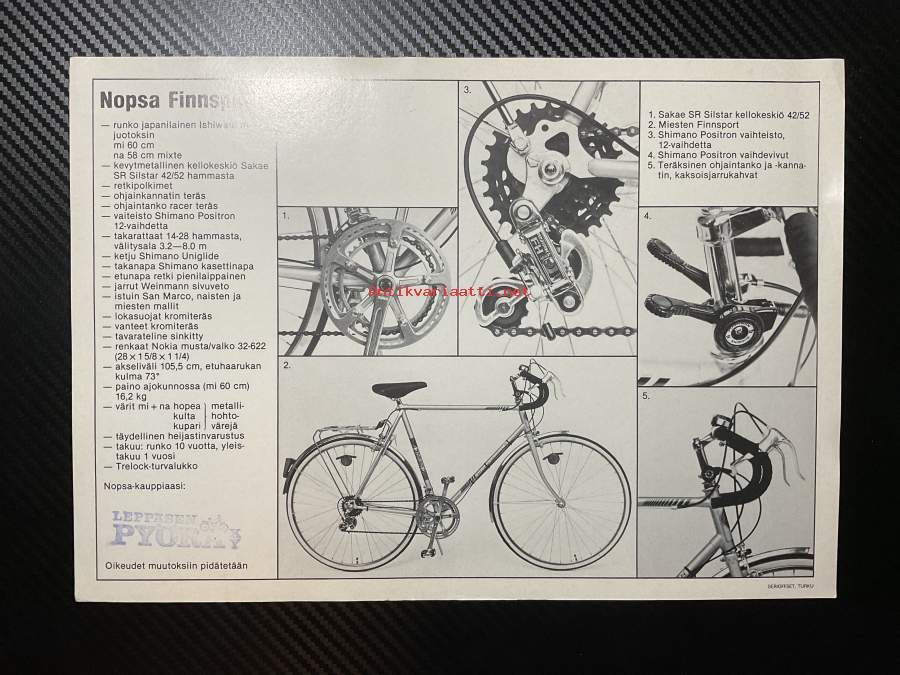 Nopsa Finnsport
— runko japanilainen Ishiwata
juotoksin
mi 60 cm
na 58 cm mixte
— kevytmetallinen kellokeskiö Sakae
SR Silstar 42/52 hammasta
— retkipolkimet
— ohjainkannatin teräs
— ohjaintanko racer teräs
— vaiteisto Shimano Positron
12-vaihdetta
— takarattaat 14-28 hammasta,
välitysala 3.2—8.0 m
— ketju Shimano Uniglide
— takanapa Shimano kasettinapa
— etunapa retki pienilaippainen
— jarrut Weinmann sivuveto
— istuin San Marco, naisten ja
miesten mallit
— lokasuojat kromiteräs
— vanteet kromiteräs
— tavarateline sinkitty
— renkaat Nokia musta/valko 32-622
(28 × 1 5/8 × 1 1/4)
— akseliväli 105,5 cm, etuhaarukan
kulma 73°
— paino ajokunnossa (mi 60 cm)
16,2 kg
— värit mi + na hopea metalli-
kulta hohto-
kupari värejä
— täydellinen heijastinvarustus
— takuu: runko 10 vuotta, yleis-
takuu 1 vuosi
— Trelock-turvalukko
Nopsa-kauppiaasi:
LEPPÄSEN
PYÖRÄ
Oikeudet muutoksiin pidätetään
1.
2.
3.
1. Sakae SR Silstar kellokeskiö 42/52
2. Miesten Finnsport
3. Shimano Positron vaihteisto,
12-vaihdetta
4. Shimano Positron vaihdevivut
5. Teräksinen ohjaintanko ja -kanna-
tin, kaksoisjarrukahvat
4.
5.
antikvariaatti.net
SERIOFFSET, TURKU